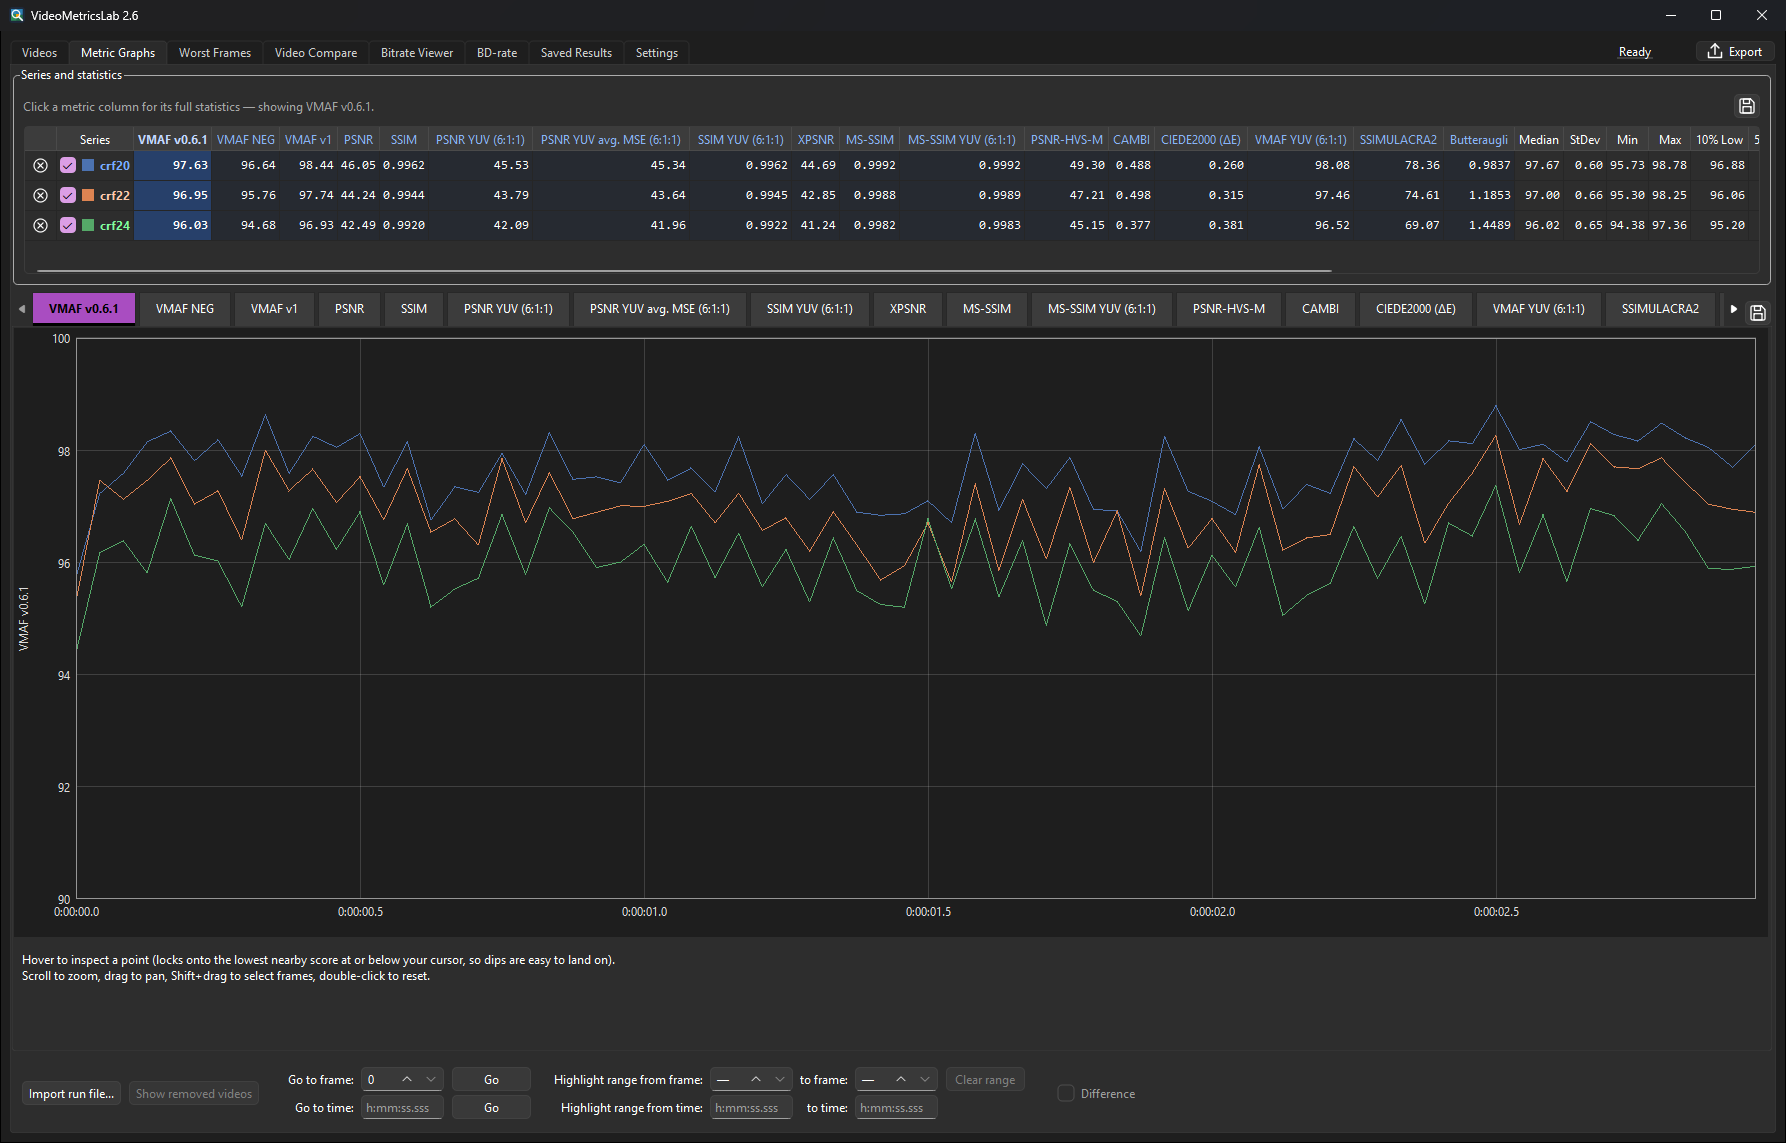 VideoMetricsLab 2.6
Videos Metric Graphs Worst Frames Video Compare Bitrate Viewer BD-rate Saved Results Settings Ready Export
Series and statistics
Click a metric column for its full statistics — showing VMAF v0.6.1.
Series VMAF v0.6.1 VMAF NEG VMAF v1 PSNR SSIM PSNR YUV (6:1:1) PSNR YUV avg. MSE (6:1:1) SSIM YUV (6:1:1) XPSNR MS-SSIM MS-SSIM YUV (6:1:1) PSNR-HVS-M CAMBI CIEDE2000 (ΔE) VMAF YUV (6:1:1) SSIMULACRA2 Butteraugli Median StDev Min Max 10% Low 5
crf20 97.63 96.64 98.44 46.05 0.9962 45.53 45.34 0.9962 44.69 0.9992 0.9992 49.30 0.488 0.260 98.08 78.36 0.9837 97.67 0.60 95.73 98.78 96.88
crf22 96.95 95.76 97.74 44.24 0.9944 43.79 43.64 0.9945 42.85 0.9988 0.9989 47.21 0.498 0.315 97.46 74.61 1.1853 97.00 0.66 95.30 98.25 96.06
crf24 96.03 94.68 96.93 42.49 0.9920 42.09 41.96 0.9922 41.24 0.9982 0.9983 45.15 0.377 0.381 96.52 69.07 1.4489 96.02 0.65 94.38 97.36 95.20
VMAF v0.6.1 VMAF NEG VMAF v1 PSNR SSIM PSNR YUV (6:1:1) PSNR YUV avg. MSE (6:1:1) SSIM YUV (6:1:1) XPSNR MS-SSIM MS-SSIM YUV (6:1:1) PSNR-HVS-M CAMBI CIEDE2000 (ΔE) VMAF YUV (6:1:1) SSIMULACRA2
100
98
96
VMAF v0.6.1
94
92
90
0:00:00.0 0:00:00.5 0:00:01.0 0:00:01.5 0:00:02.0 0:00:02.5
Hover to inspect a point (locks onto the lowest nearby score at or below your cursor, so dips are easy to land on).
Scroll to zoom, drag to pan, Shift+drag to select frames, double-click to reset.
Import run file... Show removed videos
Go to frame: 0 Go Highlight range from frame: — to frame: — Clear range
Go to time: h:mm:ss.sss Go Highlight range from time: h:mm:ss.sss to time: h:mm:ss.sss
Difference